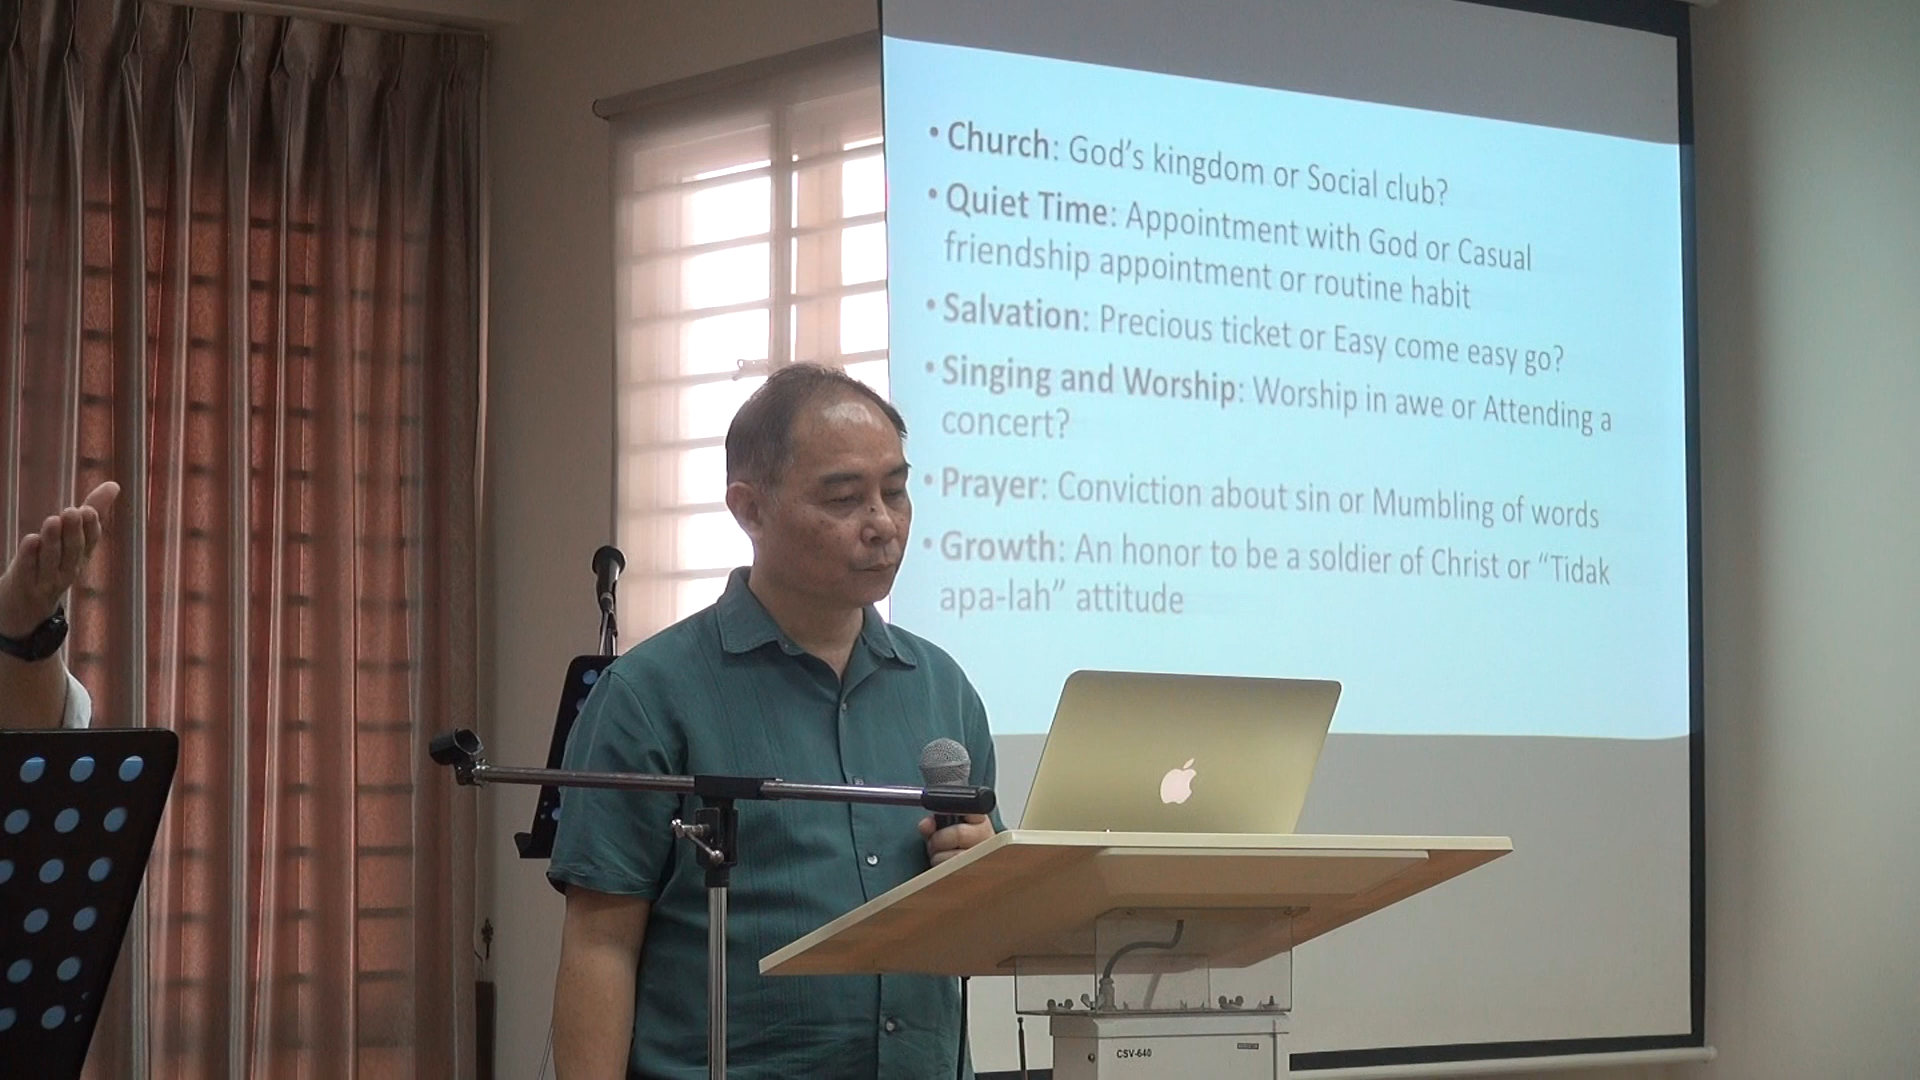 • Church: God's kingdom or Social club?
• Quiet Time: Appointment with God or Casual
friendship appointment or routine habit
• Salvation: Precious ticket or Easy come easy go?
• Singing and Worship: Worship in awe or Attending a
concert?
• Prayer: Conviction about sin or Mumbling of words
• Growth: An honor to be a soldier of Christ or “Tidak
apa-lah” attitude
CSV-640